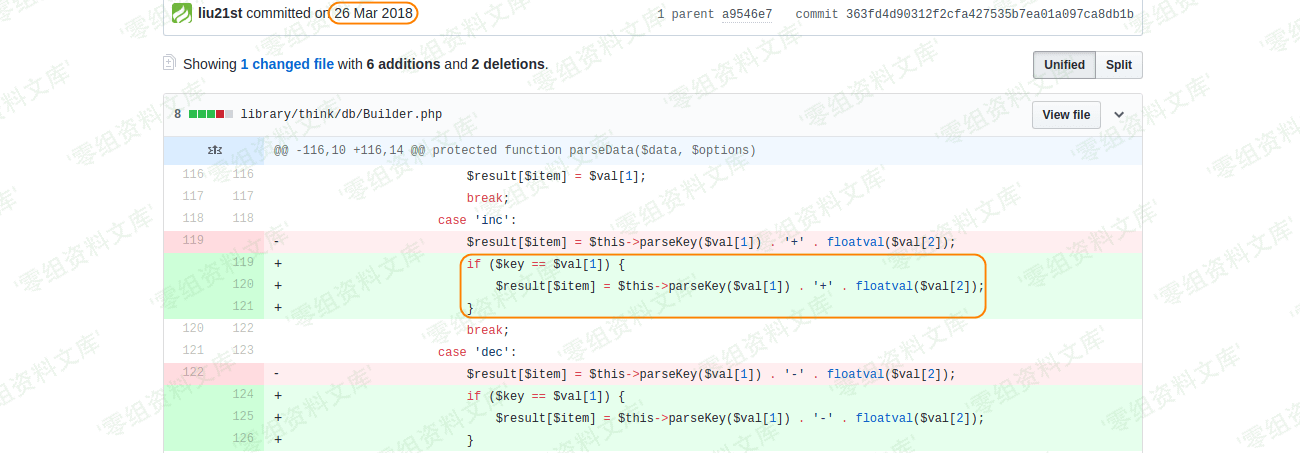 liu21st committed on 26 Mar 2018 1 parent a9546e7 commit 363fd4d90312f2cfa427535b7ea01a097ca8db1b
Showing 1 changed file with 6 additions and 2 deletions. Unified Split
8 library/think/db/Builder.php View file
@@ -116,10 +116,14 @@ protected function parseData($data, $options)
116 116 $result[$item] = $val[1];
117 117 break;
118 118 case 'inc':
119 - $result[$item] = $this->parseKey($val[1]) . '+' . floatval($val[2]);
119 + if ($key == $val[1]) {
120 + $result[$item] = $this->parseKey($val[1]) . '+' . floatval($val[2]);
121 + }
120 122 break;
121 123 case 'dec':
122 - $result[$item] = $this->parseKey($val[1]) . '-' . floatval($val[2]);
124 + if ($key == $val[1]) {
125 + $result[$item] = $this->parseKey($val[1]) . '-' . floatval($val[2]);
126 + }
'零组资料文库'